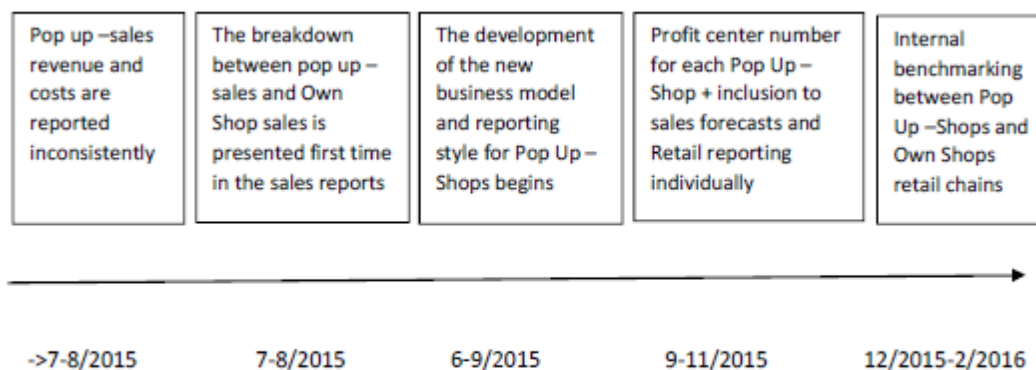 Pop up –sales
revenue and
costs are
reported
inconsistently
The breakdown
between pop up –
sales and Own
Shop sales is
presented first time
in the sales reports
The development
of the new
business model
and reporting
style for Pop Up –
Shops begins
Profit center number
for each Pop Up –
Shop + inclusion to
sales forecasts and
Retail reporting
individually
Internal
benchmarking
between Pop
Up –Shops and
Own Shops
retail chains
->7-8/2015
7-8/2015
6-9/2015
9-11/2015
12/2015-2/2016